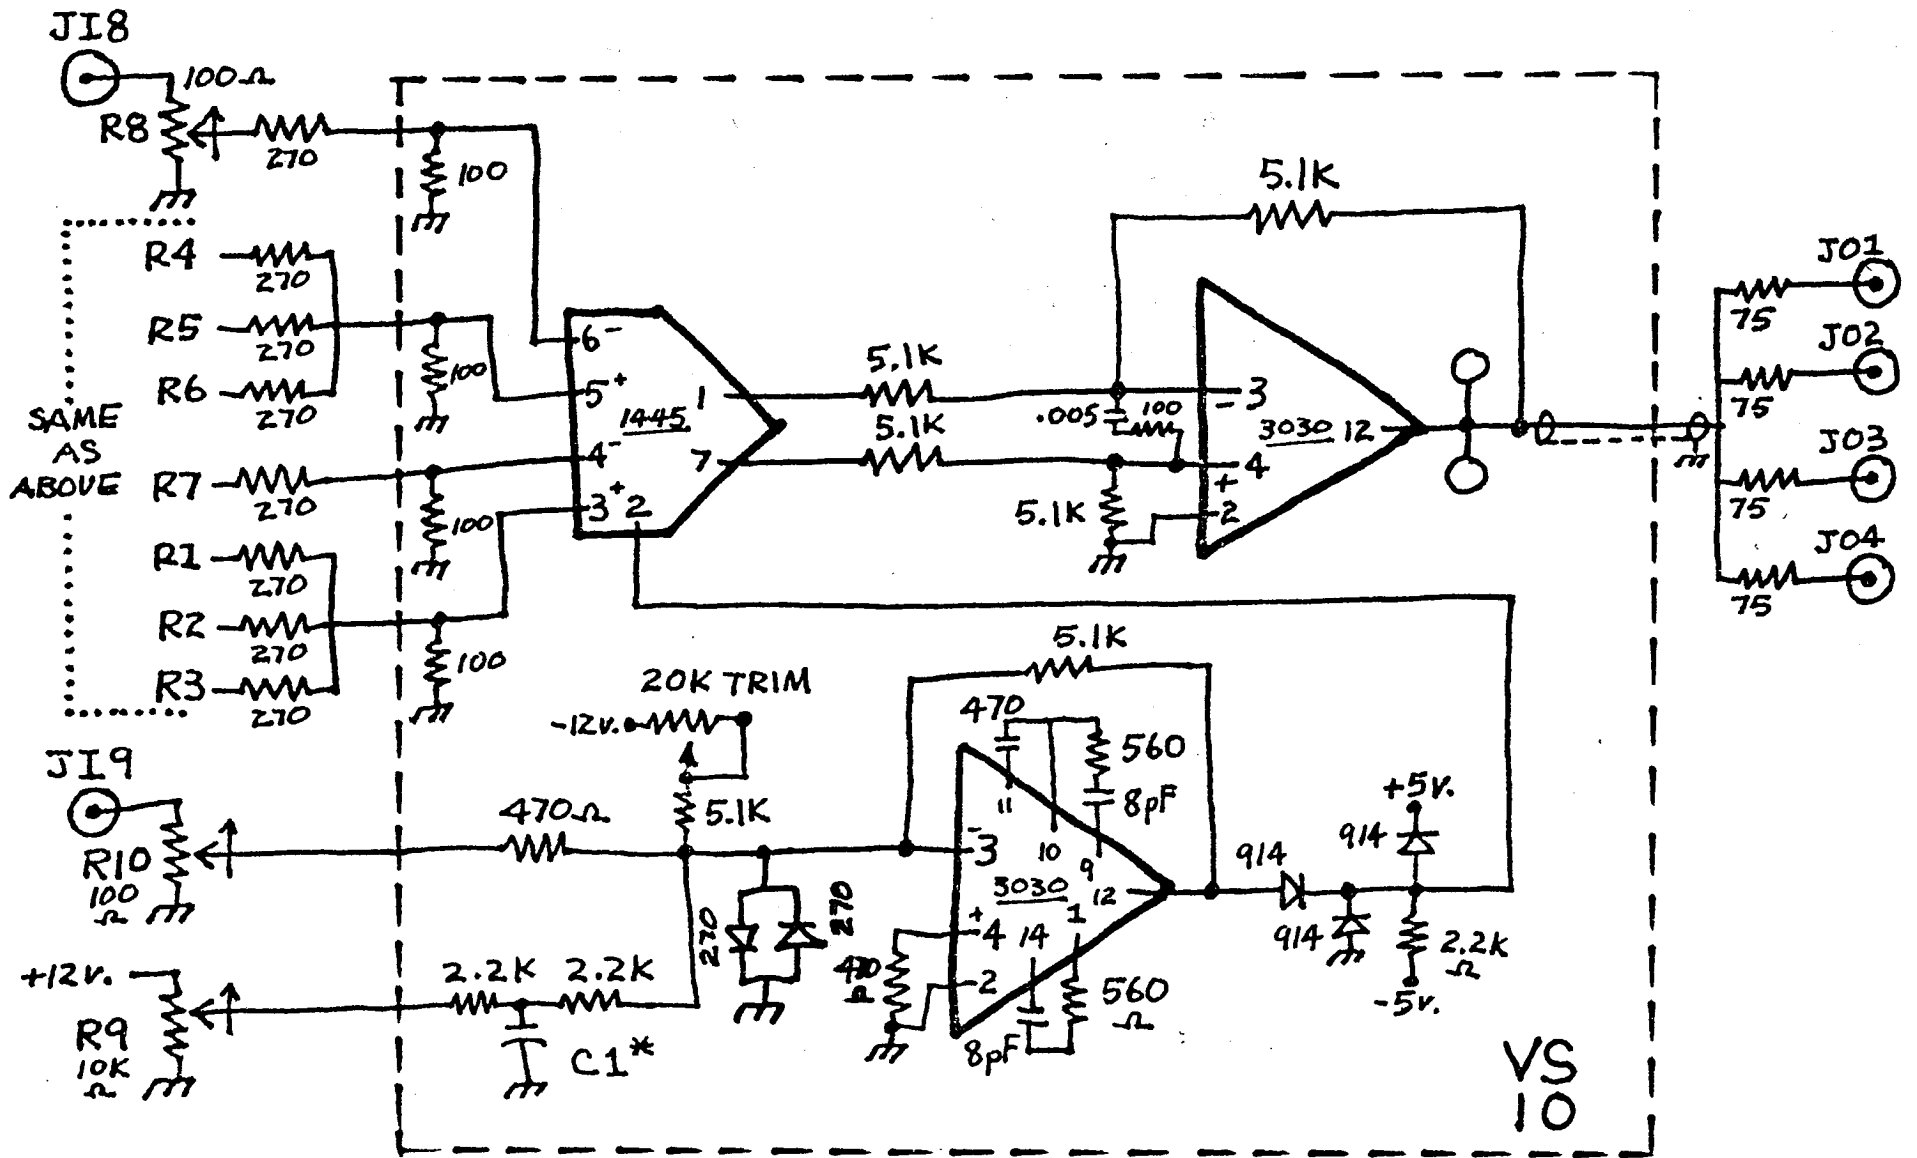 JI8
100Ω
R8
270
100
5.1K
R4
270
R5
270
R6
270
SAME
AS
ABOVE
R7
270
R1
270
R2
270
R3
270
100
100
100
6 -
5 +
4 -
3 +
2
1445
1
7
5.1K
5.1K
.005
100
5.1K
3
-
4
+
2
3030
12
JO1
75
JO2
75
JO3
75
JO4
75
20K TRIM
-12v.
5.1K
JI9
R10
100
Ω
470Ω
+12v.
R9
10K
Ω
2.2K
2.2K
C1*
270
270
5.1K
470
560
8pF
11
10
9
-
3
3030
12
+
4
14
1
2
560
Ω
8pF
914
914
914
+5v.
2.2K
Ω
-5v.
VS
10